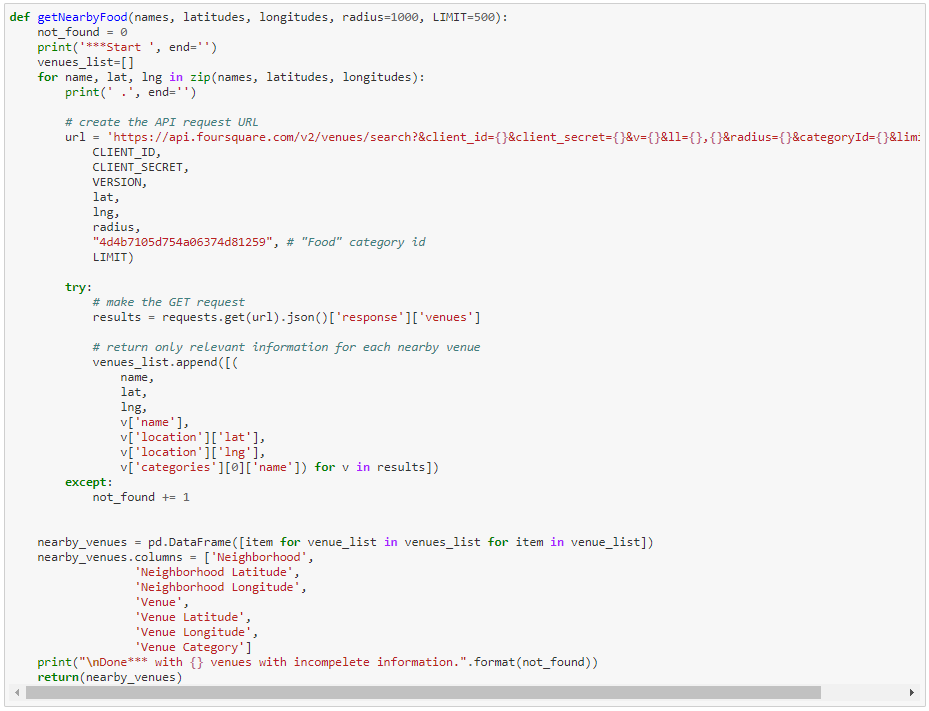 def getNearbyFood(names, latitudes, longitudes, radius=1000, LIMIT=500):
    not_found = 0
    print('***Start ', end='')
    venues_list=[]
    for name, lat, lng in zip(names, latitudes, longitudes):
        print(' .', end='')

        # create the API request URL
        url = 'https://api.foursquare.com/v2/venues/search?&client_id={}&client_secret={}&v={}&ll={},{}&radius={}&categoryId={}&limi
            CLIENT_ID,
            CLIENT_SECRET,
            VERSION,
            lat,
            lng,
            radius,
            "4d4b7105d754a06374d81259", # "Food" category id
            LIMIT)

        try:
            # make the GET request
            results = requests.get(url).json()['response']['venues']

            # return only relevant information for each nearby venue
            venues_list.append([(
                name,
                lat,
                lng,
                v['name'],
                v['location']['lat'],
                v['location']['lng'],
                v['categories'][0]['name']) for v in results])
        except:
            not_found += 1


    nearby_venues = pd.DataFrame([item for venue_list in venues_list for item in venue_list])
    nearby_venues.columns = ['Neighborhood',
                  'Neighborhood Latitude',
                  'Neighborhood Longitude',
                  'Venue',
                  'Venue Latitude',
                  'Venue Longitude',
                  'Venue Category']
    print("\nDone*** with {} venues with incompelete information.".format(not_found))
    return(nearby_venues)